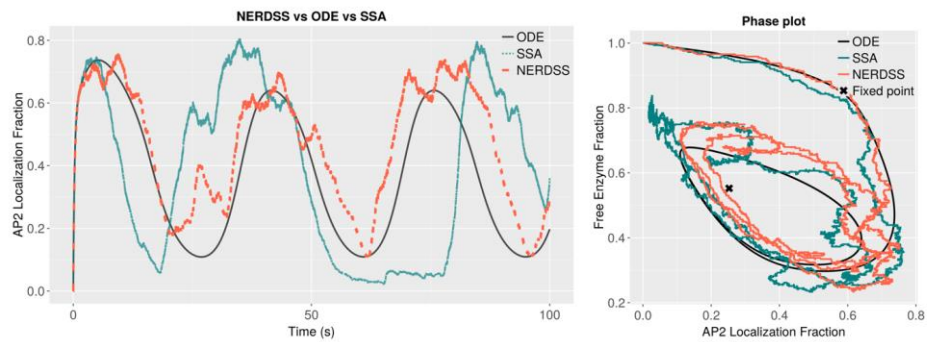 NERDSS vs ODE vs SSA
AP2 Localization Fraction
0.8
0.6
0.4
0.2
0.0
ODE
SSA
NERDSS
0
50
100
Time (s)
Phase plot
Free Enzyme Fraction
1.0
0.8
0.6
0.4
0.2
ODE
SSA
NERDSS
Fixed point
0.0
0.2
0.4
0.6
0.8
AP2 Localization Fraction